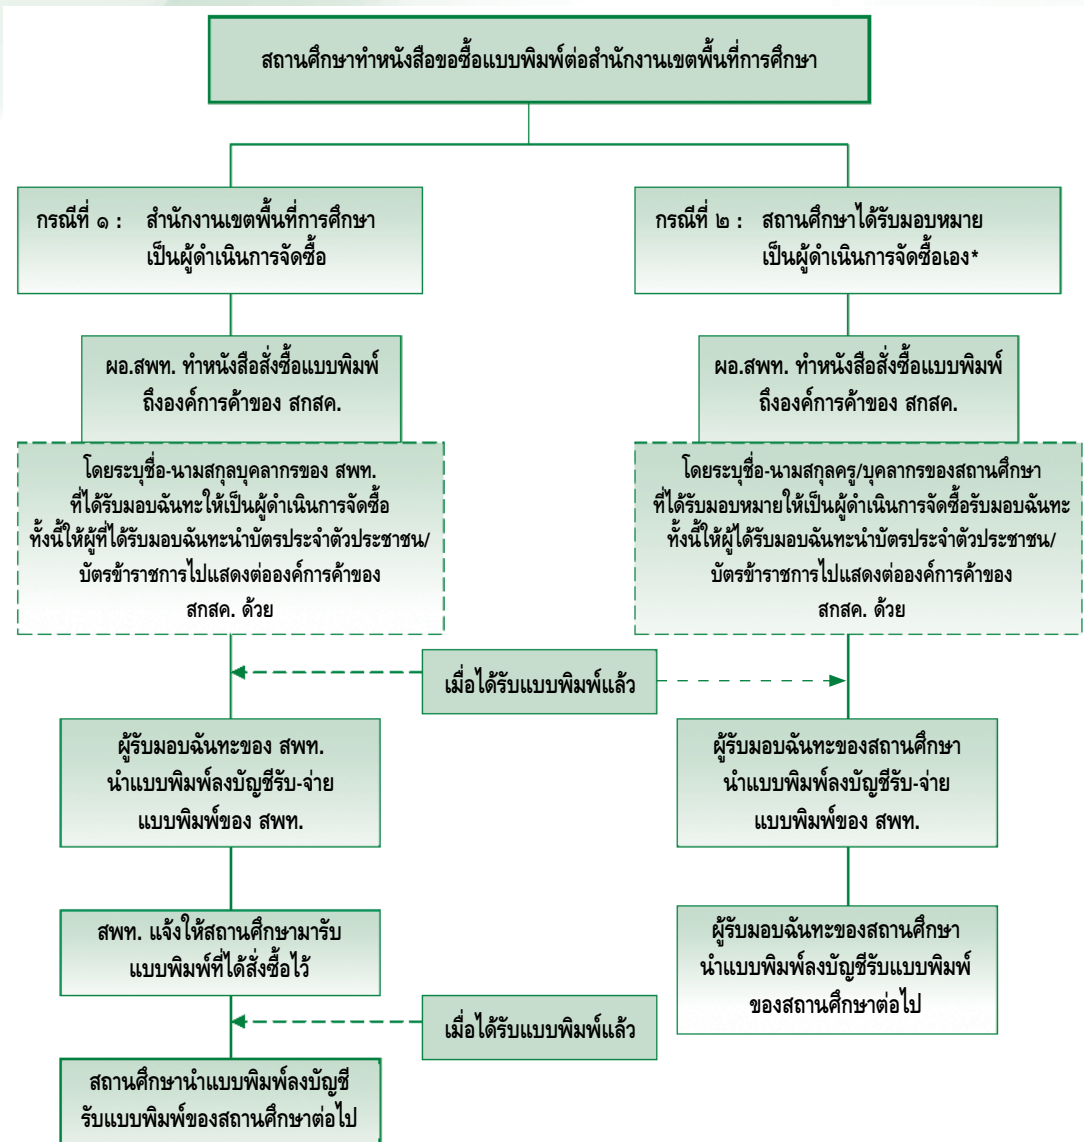 สถานศึกษาทำหนังสือขอซื้อแบบพิมพ์ต่อสำนักงานเขตพื้นที่การศึกษา
กรณีที่ ๑ : สำนักงานเขตพื้นที่การศึกษา
เป็นผู้ดำเนินการจัดซื้อ
กรณีที่ ๒ : สถานศึกษาได้รับมอบหมาย
เป็นผู้ดำเนินการจัดซื้อเอง*
ผอ.สพท. ทำหนังสือสั่งซื้อแบบพิมพ์
ถึงองค์การค้าของ สกสค.
ผอ.สพท. ทำหนังสือสั่งซื้อแบบพิมพ์
ถึงองค์การค้าของ สกสค.
โดยระบุชื่อ-นามสกุลบุคลากรของ สพท.
ที่ได้รับมอบฉันทะให้เป็นผู้ดำเนินการจัดซื้อ
ทั้งนี้ให้ผู้ที่ได้รับมอบฉันทะนำบัตรประจำตัวประชาชน/
บัตรข้าราชการไปแสดงต่อองค์การค้าของ
สกสค. ด้วย
โดยระบุชื่อ-นามสกุลครู/บุคลากรของสถานศึกษา
ที่ได้รับมอบหมายให้เป็นผู้ดำเนินการจัดซื้อรับมอบฉันทะ
ทั้งนี้ให้ผู้ได้รับมอบฉันทะนำบัตรประจำตัวประชาชน/
บัตรข้าราชการไปแสดงต่อองค์การค้าของ
สกสค. ด้วย
เมื่อได้รับแบบพิมพ์แล้ว
ผู้รับมอบฉันทะของ สพท.
นำแบบพิมพ์ลงบัญชีรับ-จ่าย
แบบพิมพ์ของ สพท.
ผู้รับมอบฉันทะของสถานศึกษา
นำแบบพิมพ์ลงบัญชีรับ-จ่าย
แบบพิมพ์ของ สพท.
สพท. แจ้งให้สถานศึกษามารับ
แบบพิมพ์ที่ได้สั่งซื้อไว้
ผู้รับมอบฉันทะของสถานศึกษา
นำแบบพิมพ์ลงบัญชีรับแบบพิมพ์
ของสถานศึกษาต่อไป
เมื่อได้รับแบบพิมพ์แล้ว
สถานศึกษานำแบบพิมพ์ลงบัญชี
รับแบบพิมพ์ของสถานศึกษาต่อไป